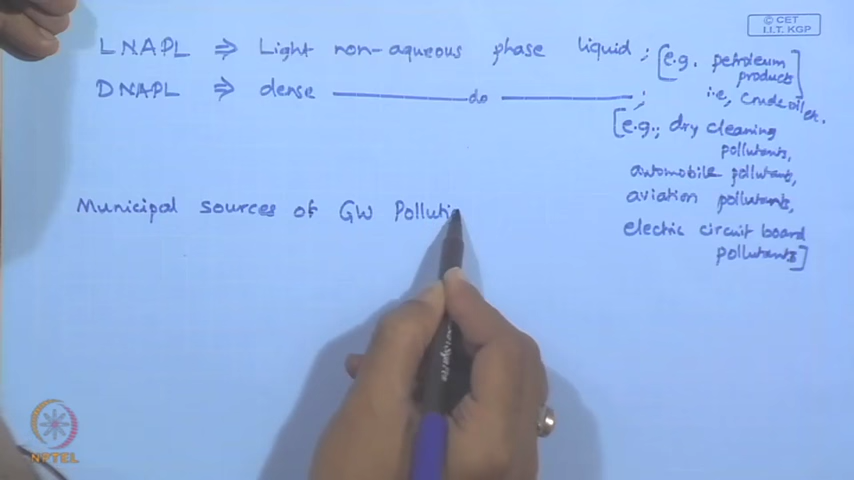 © CET
I.I.T. KGP
LNAPL ⇒ Light non-aqueous phase liquid ; [e.g. petroleum
products]
i.e, crude oil etc.
DNAPL ⇒ dense ——do —— ;
[e.g.; dry cleaning
pollutants,
automobile pollutant,
aviation pollutants,
electric circuit board
pollutants]
Municipal sources of GW Polluti
NPTEL